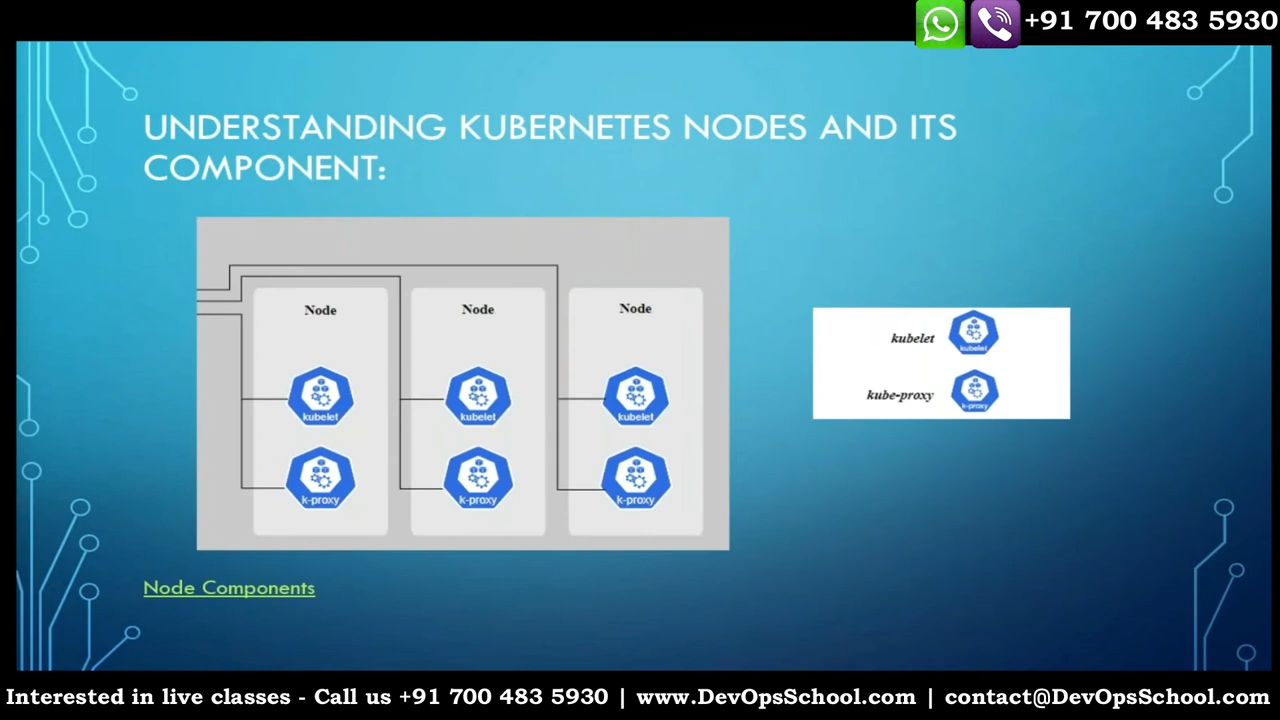 +91 700 483 5930
UNDERSTANDING KUBERNETES NODES AND ITS
COMPONENT:
Node Node Node
kubelet kubelet kubelet
k-proxy k-proxy k-proxy
kubelet kubelet
kube-proxy k-proxy
Node Components
Interested in live classes - Call us +91 700 483 5930 | www.DevOpsSchool.com | contact@DevOpsSchool.com